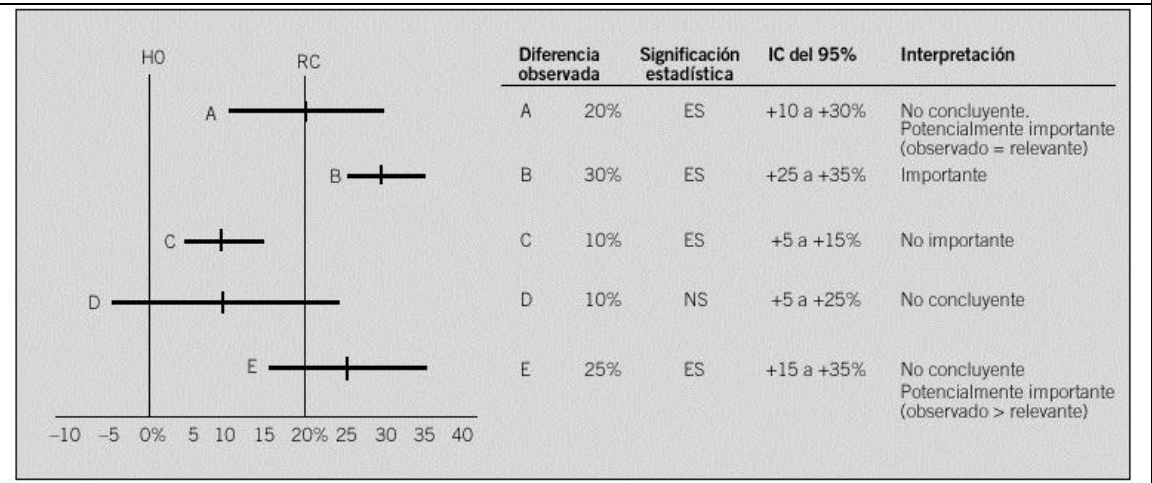 HO
RC
A
B
C
D
E
−10 −5 0% 5 10 15 20% 25 30 35 40
Diferencia observada Significación estadística IC del 95% Interpretación
A 20% ES +10 a +30% No concluyente.
Potencialmente importante
(observado = relevante)
B 30% ES +25 a +35% Importante
C 10% ES +5 a +15% No importante
D 10% NS +5 a +25% No concluyente
E 25% ES +15 a +35% No concluyente
Potencialmente importante
(observado > relevante)